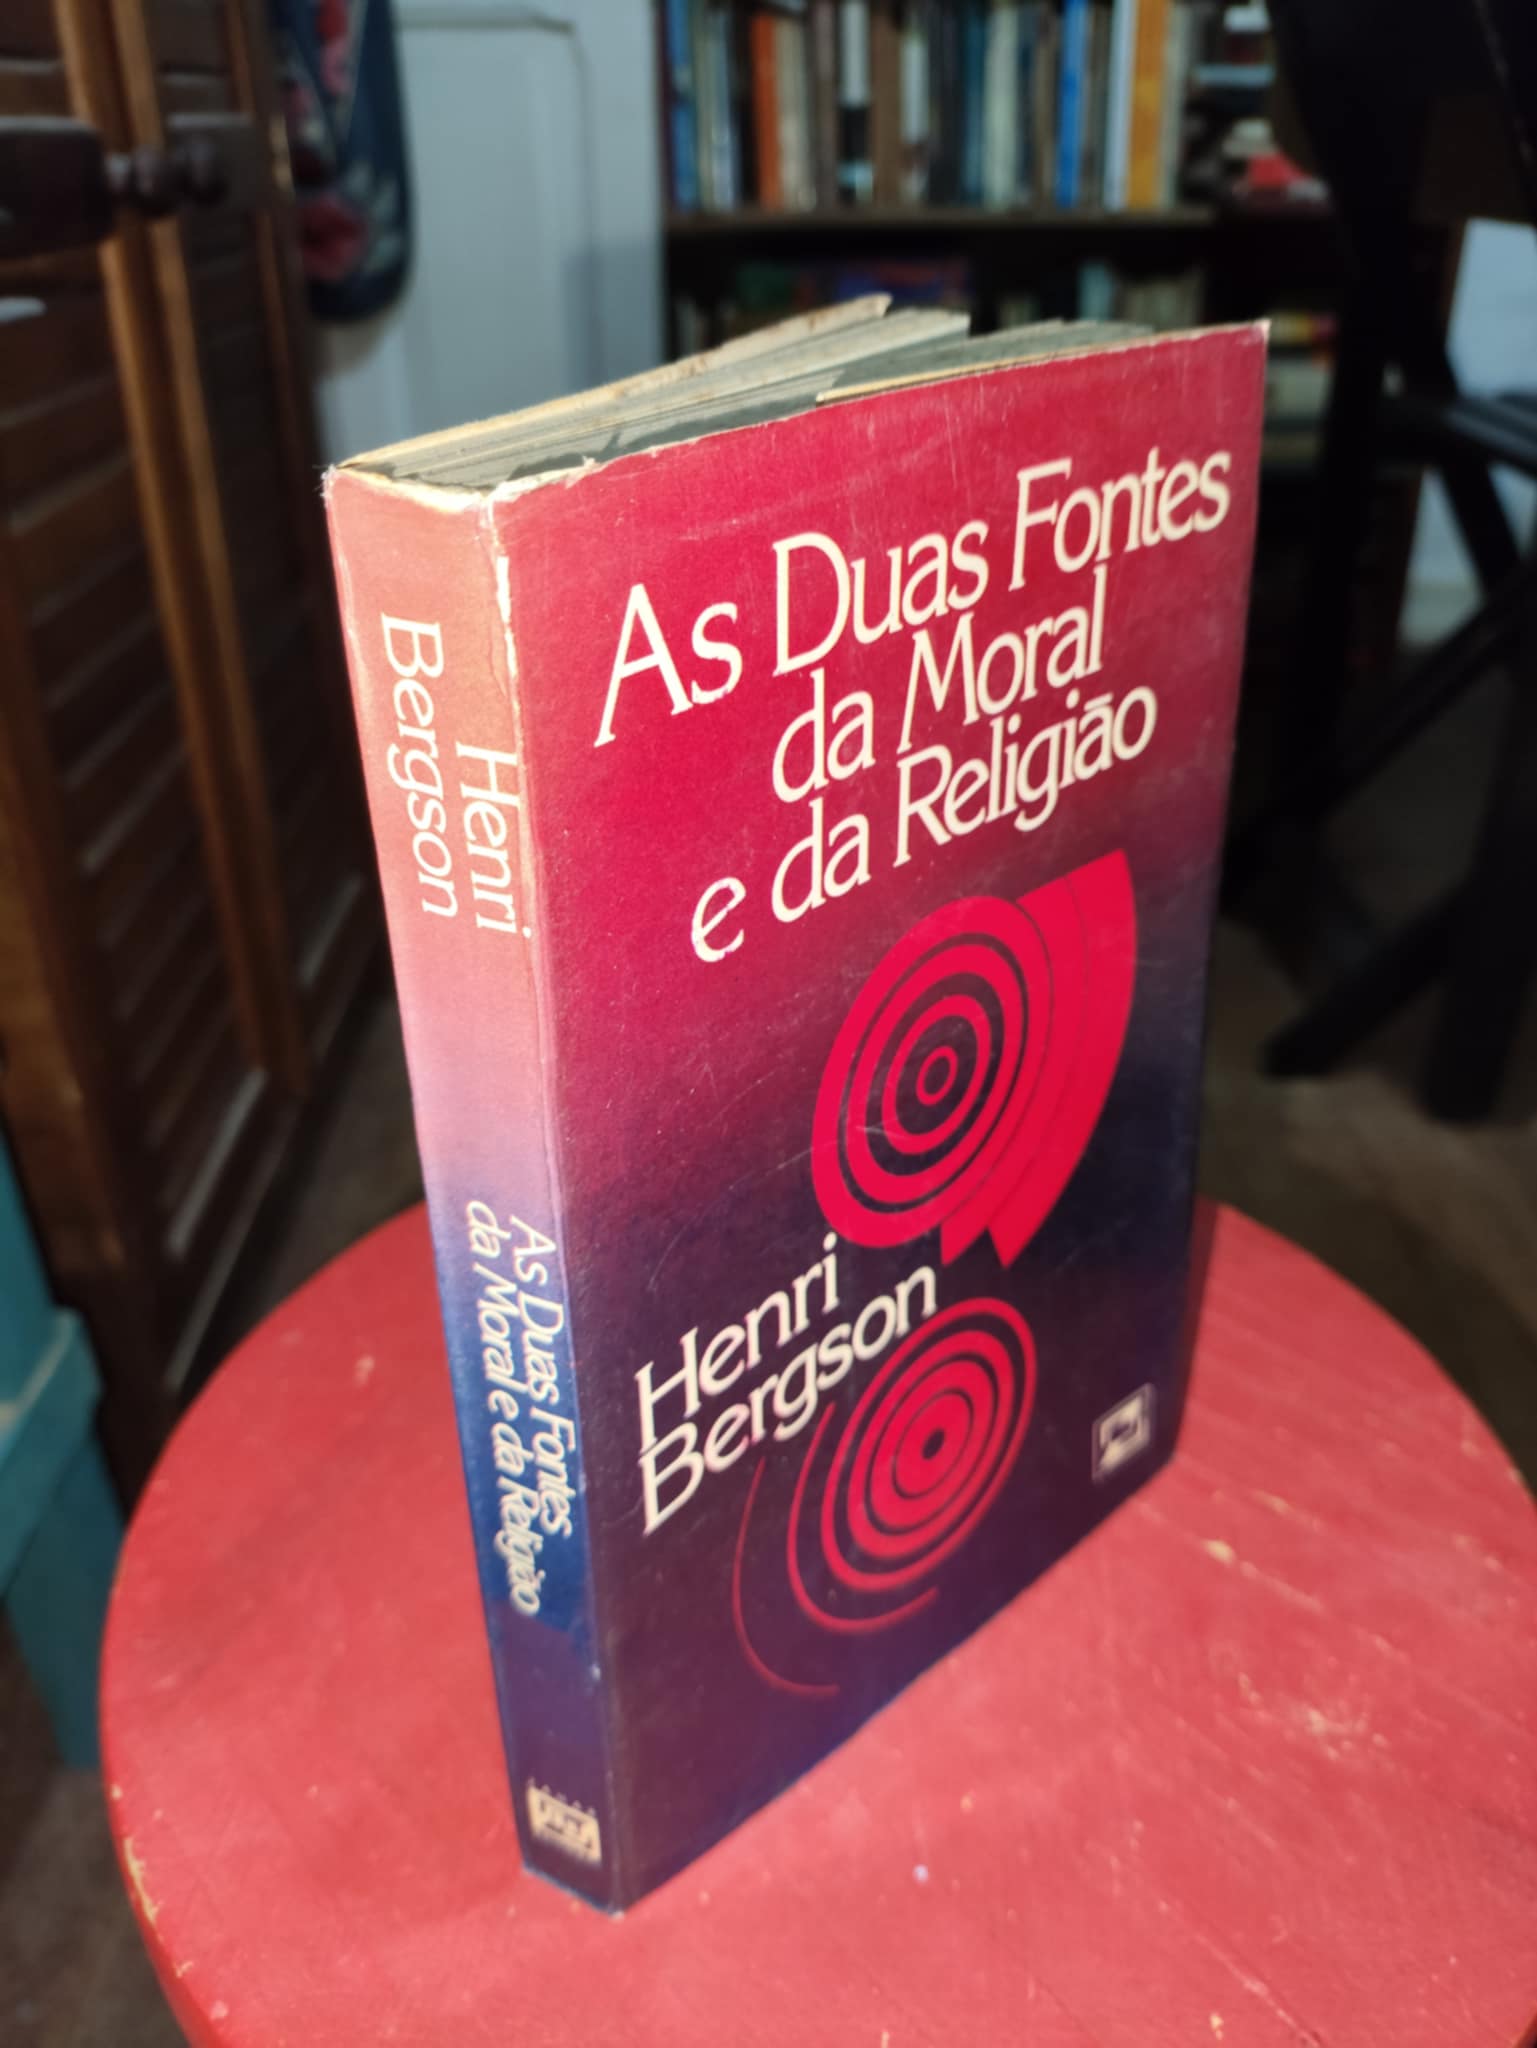 As Duas Fontes
da Moral
e da Religião
Henri
Bergson
Henri
Bergson
As Duas Fontes
da Moral e da Religião